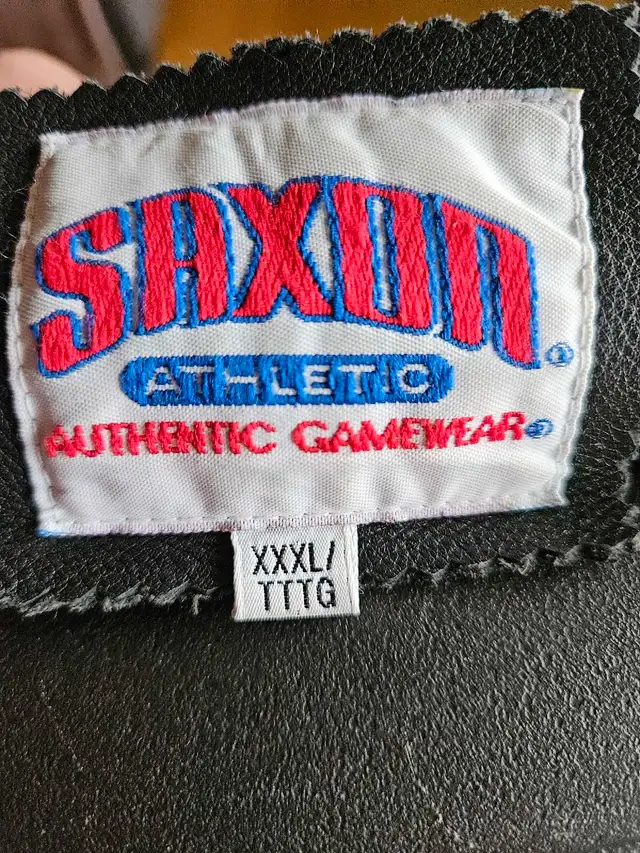 SAXON®
ATHLETIC
AUTHENTIC GAMEWEAR
XXXL/
TTTG